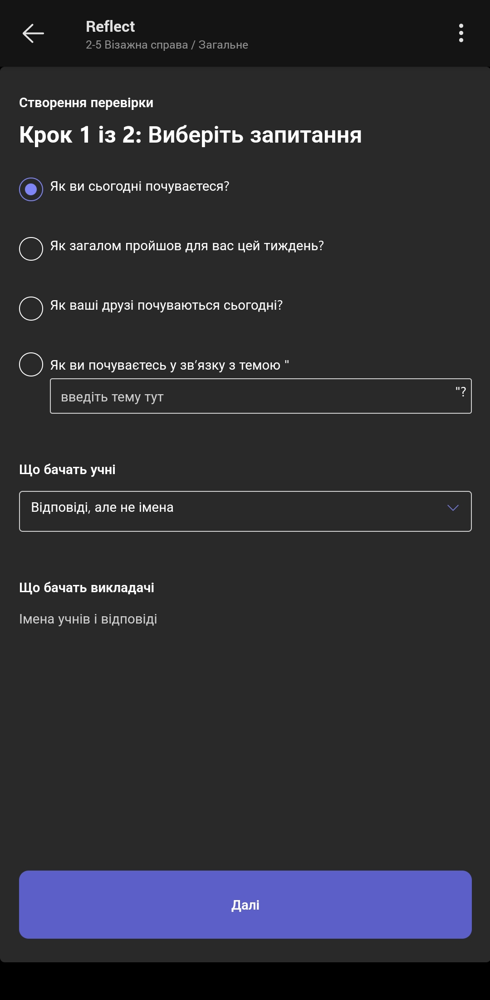 Reflect
2-5 Візажна справа / Загальне
Створення перевірки
Крок 1 із 2: Виберіть запитання
Як ви сьогодні почуваєтеся?
Як загалом пройшов для вас цей тиждень?
Як ваші друзі почуваються сьогодні?
Як ви почуваєтесь у зв’язку з темою "
введіть тему тут "?
Що бачать учні
Відповіді, але не імена
Що бачать викладачі
Імена учнів і відповіді
Далі